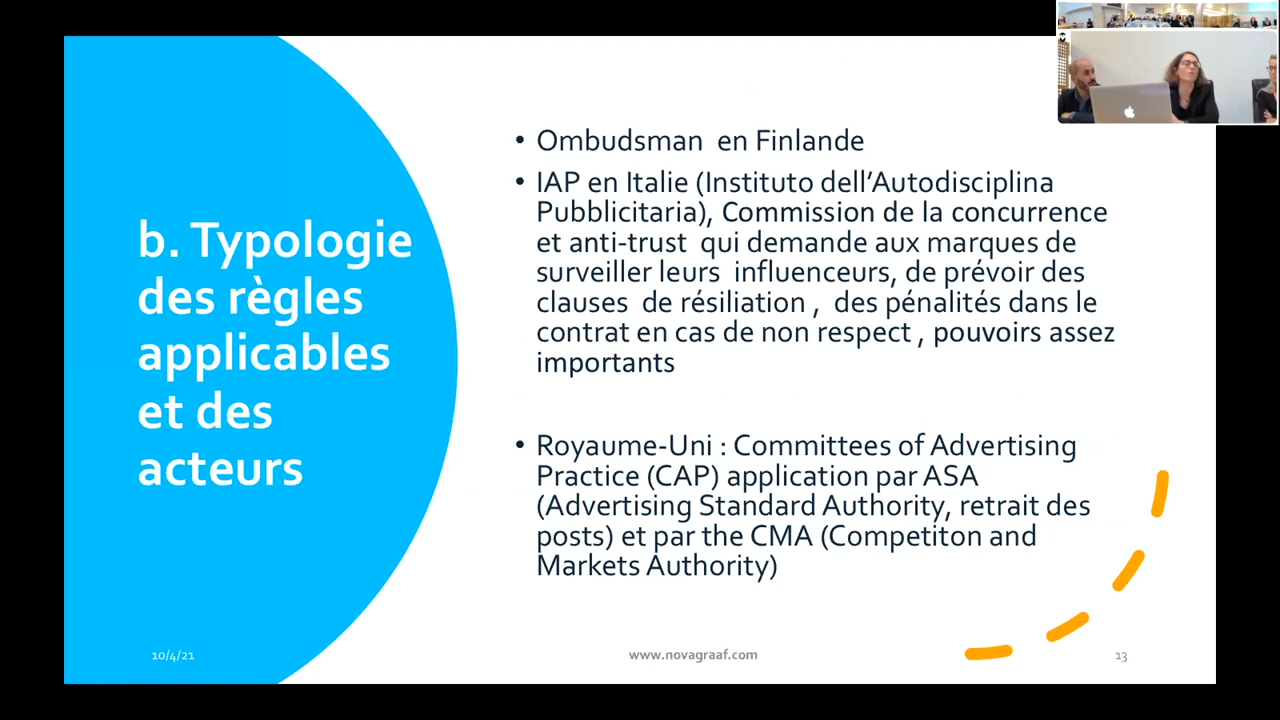 b. Typologie
des règles
applicables
et des
acteurs
• Ombudsman  en Finlande
• IAP en Italie (Instituto dell’Autodisciplina
Pubblicitaria), Commission de la concurrence
et anti-trust  qui demande aux marques de
surveiller leurs  influenceurs, de prévoir des
clauses  de résiliation ,  des pénalités dans le
contrat en cas de non respect , pouvoirs assez
importants
• Royaume-Uni : Committees of Advertising
Practice (CAP) application par ASA
(Advertising Standard Authority, retrait des
posts) et par the CMA (Competiton and
Markets Authority)
10/4/21
www.novagraaf.com
13